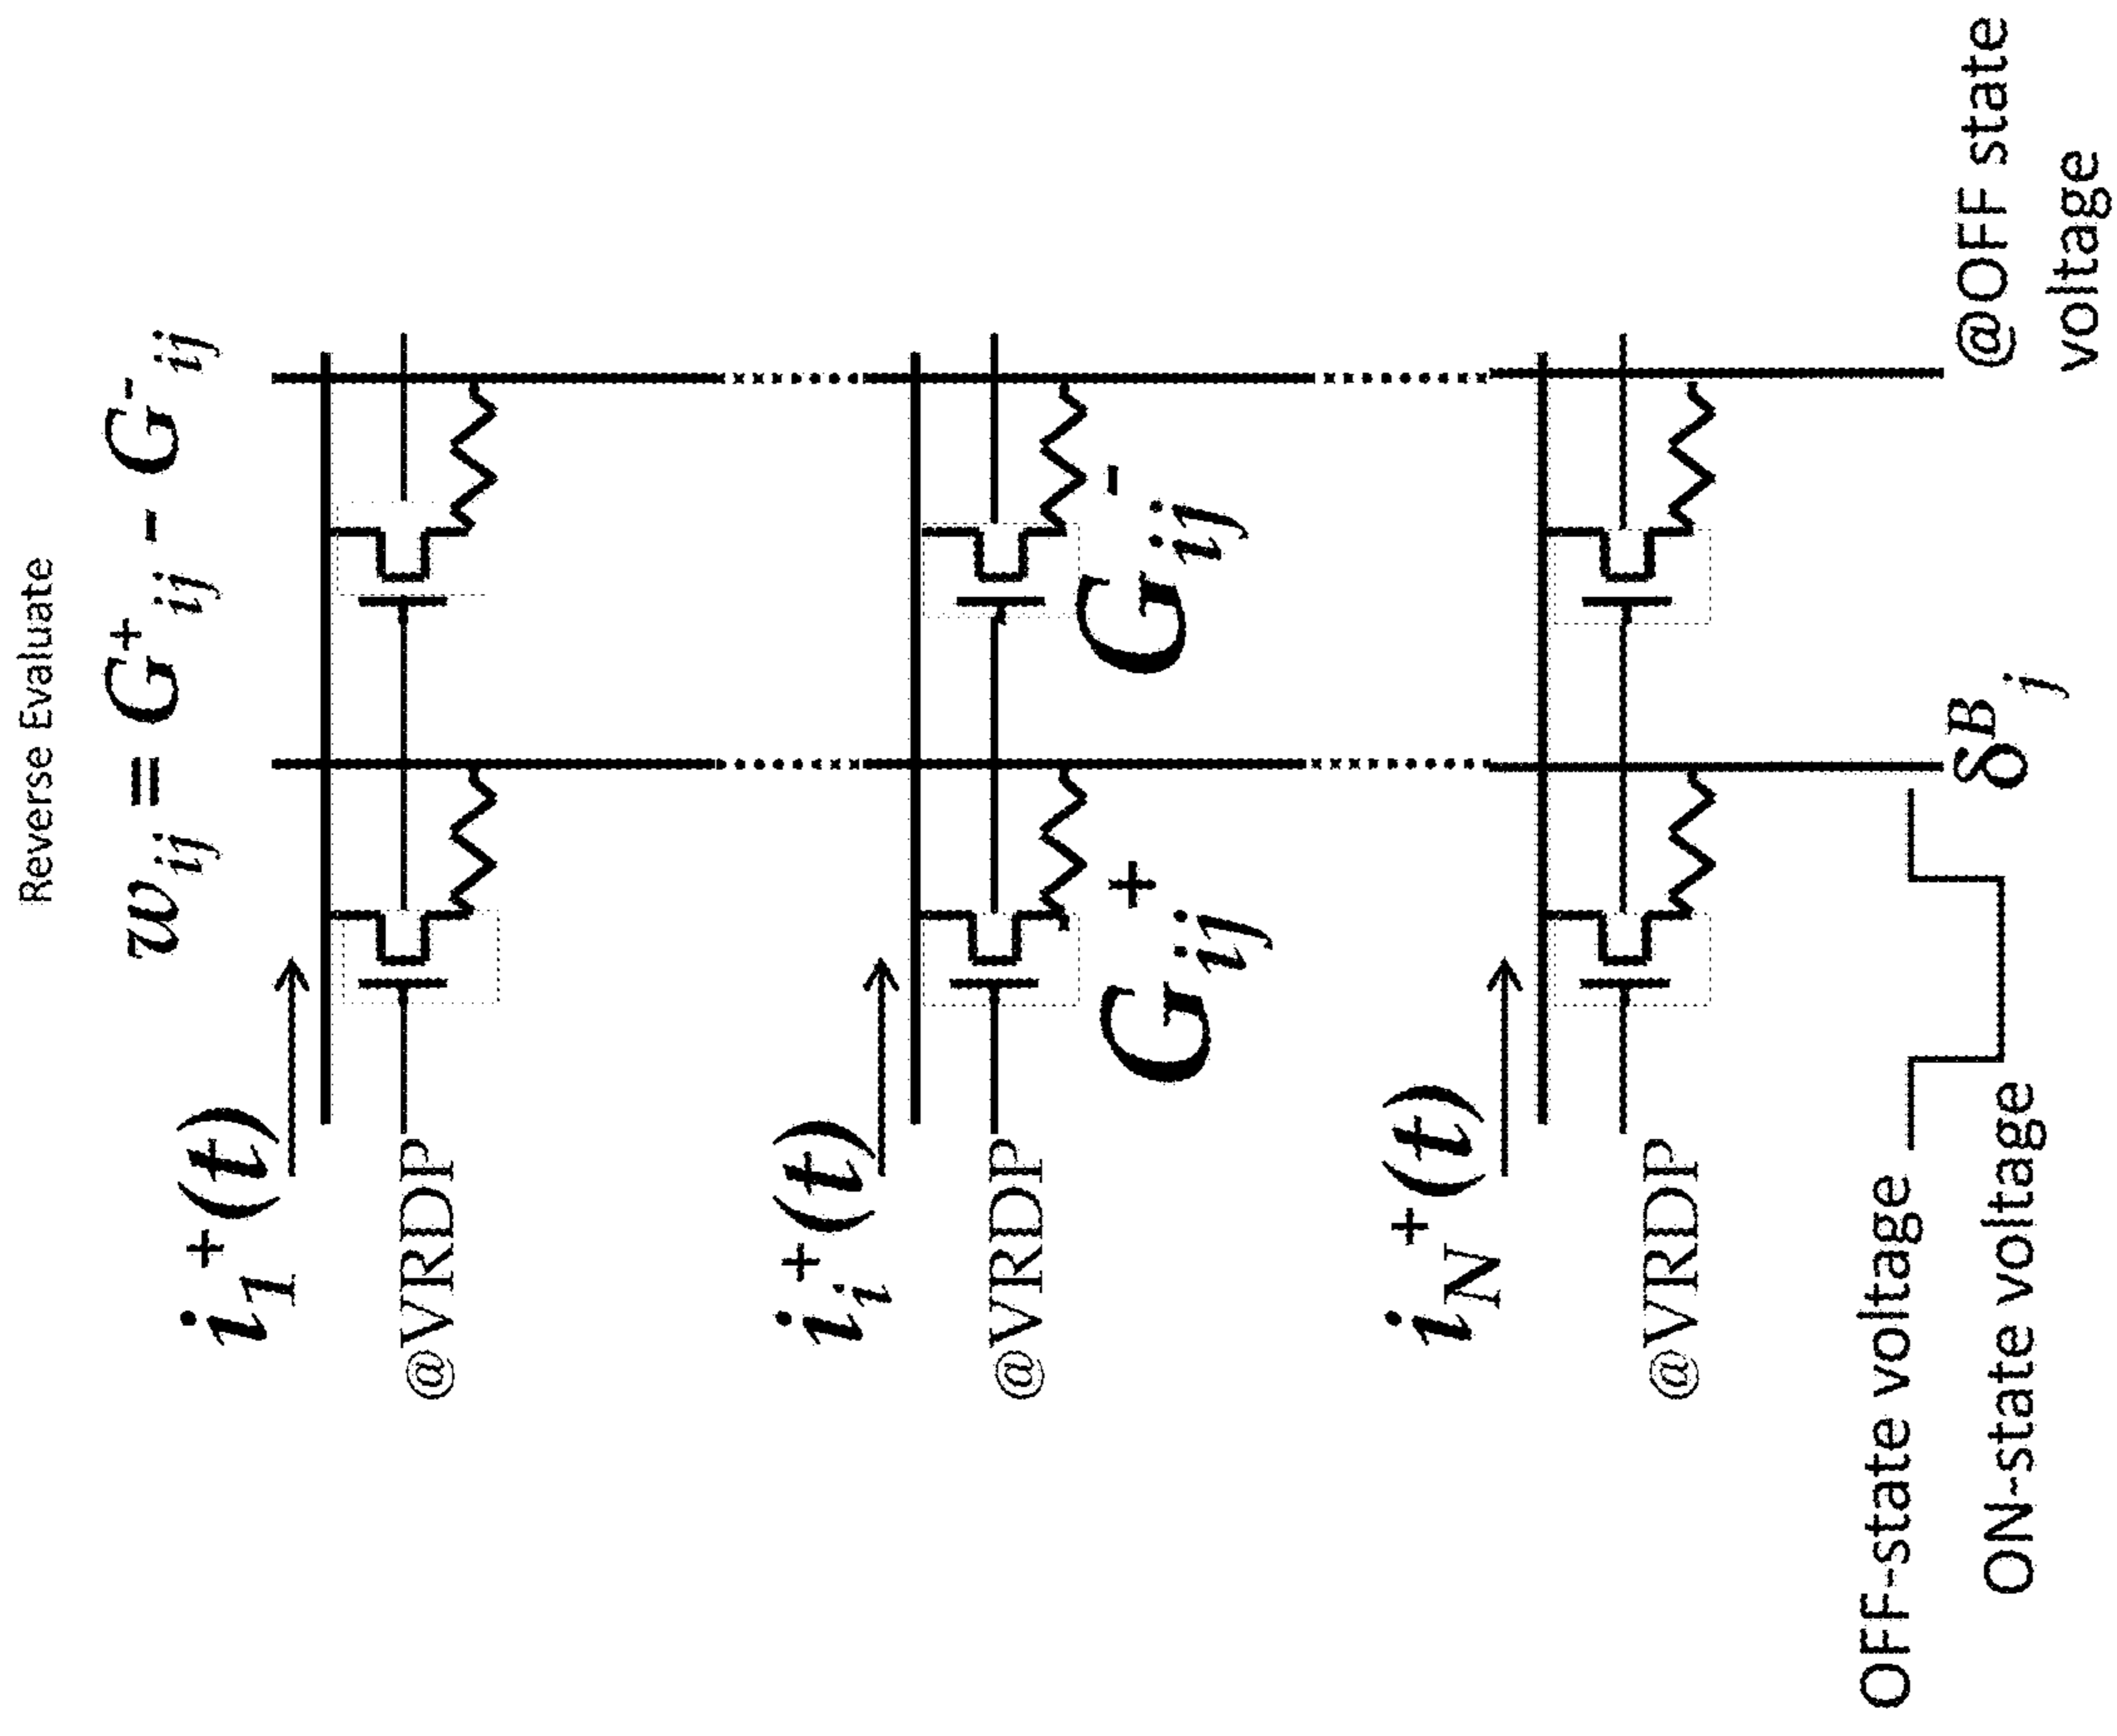 Reverse Evaluate
w_ij = G^+_ij - G^-_ij
i_1^+(t)
@VRDP
i_i^+(t)
@VRDP
G_ij^+
G_ij^-
i_N^+(t)
@VRDP
OFF-state voltage
ON-state voltage
δ^B_j
@OFF state
voltage